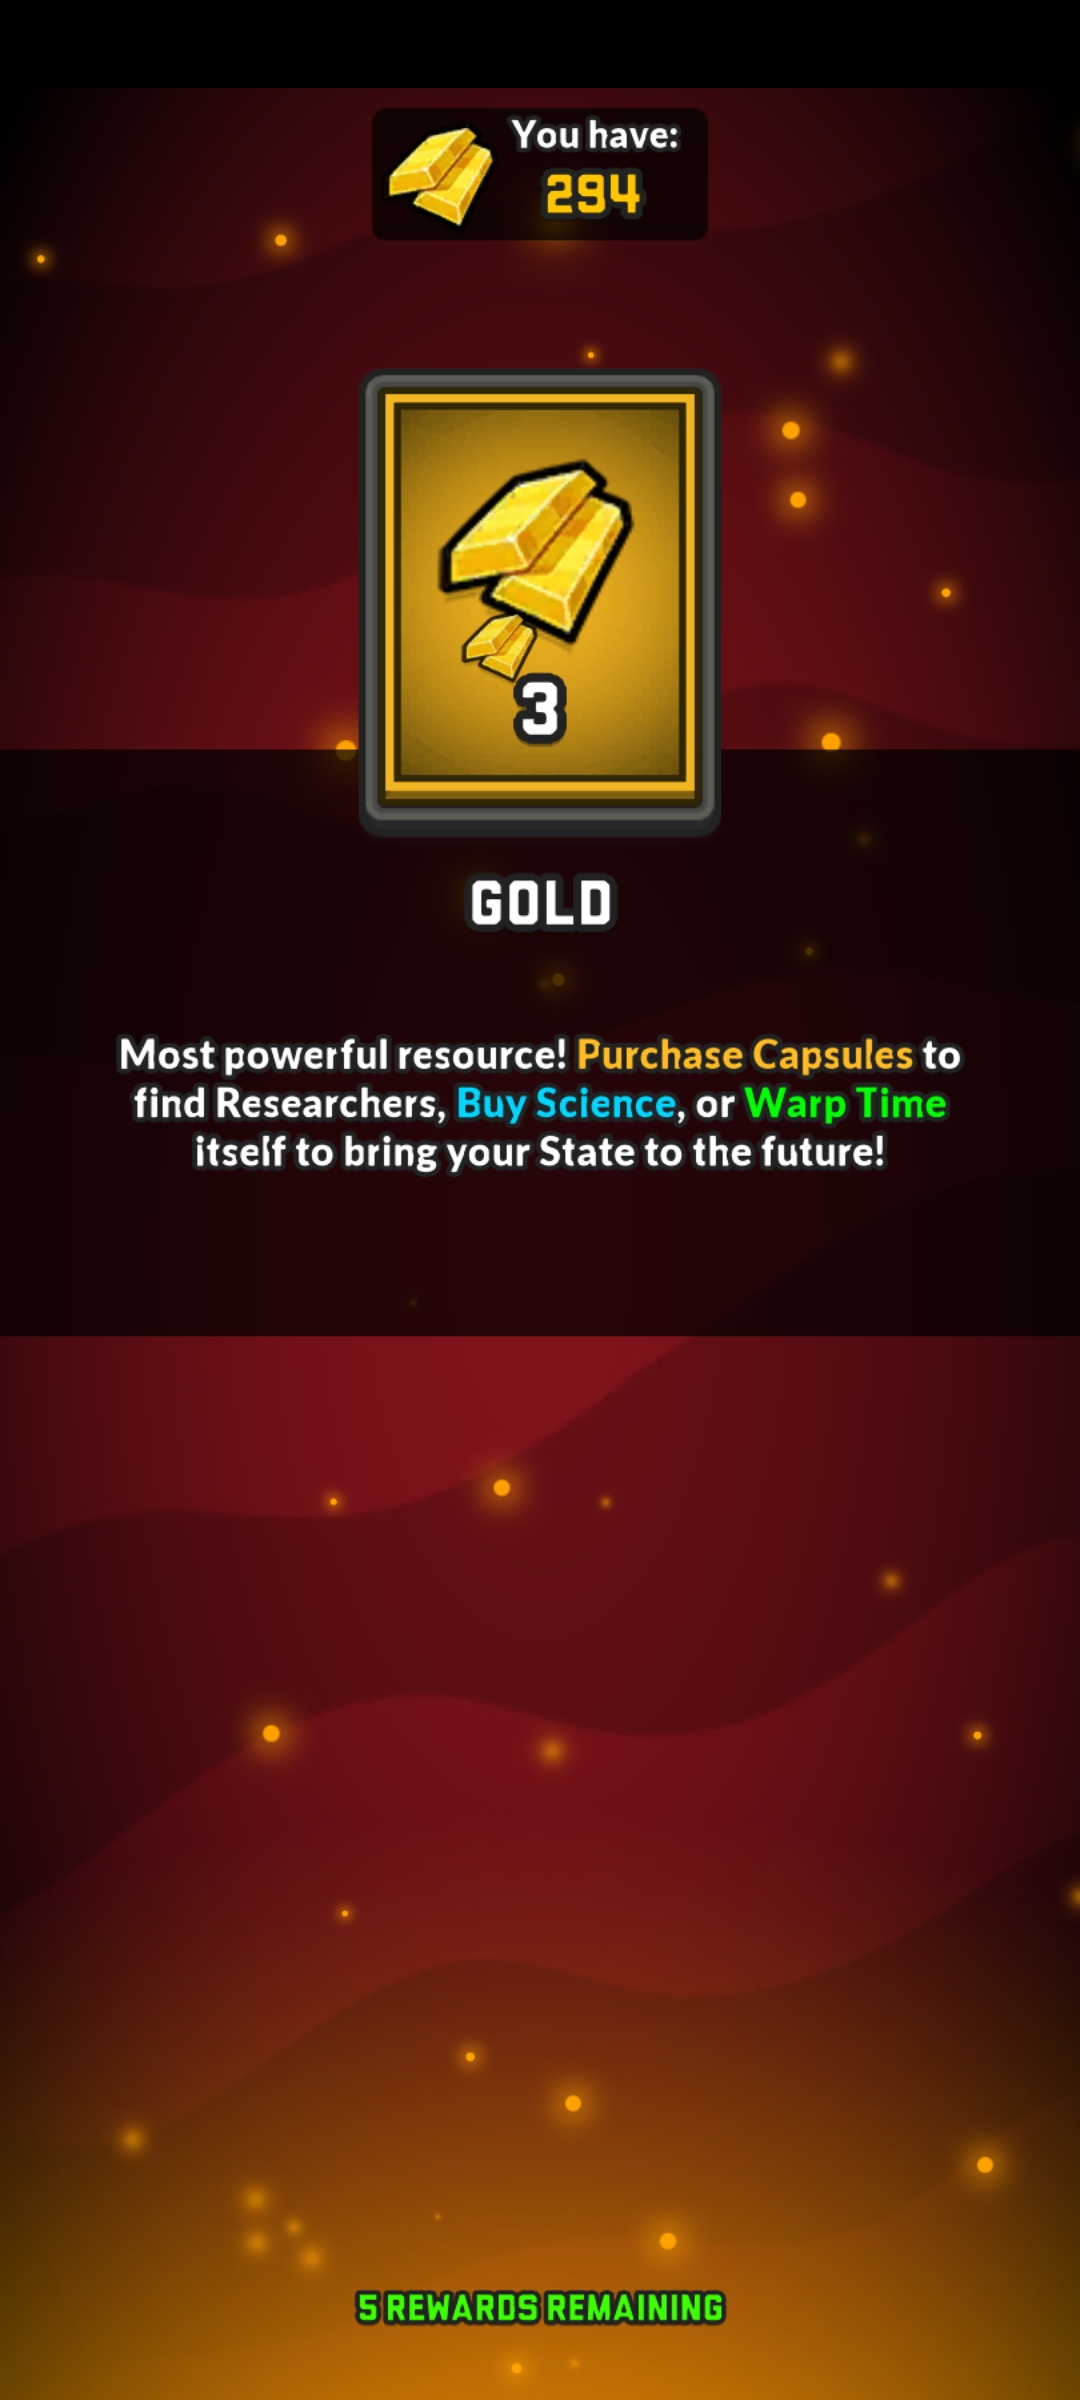 You have:
294
3
GOLD
Most powerful resource! Purchase Capsules to
find Researchers, Buy Science, or Warp Time
itself to bring your State to the future!
5 REWARDS REMAINING